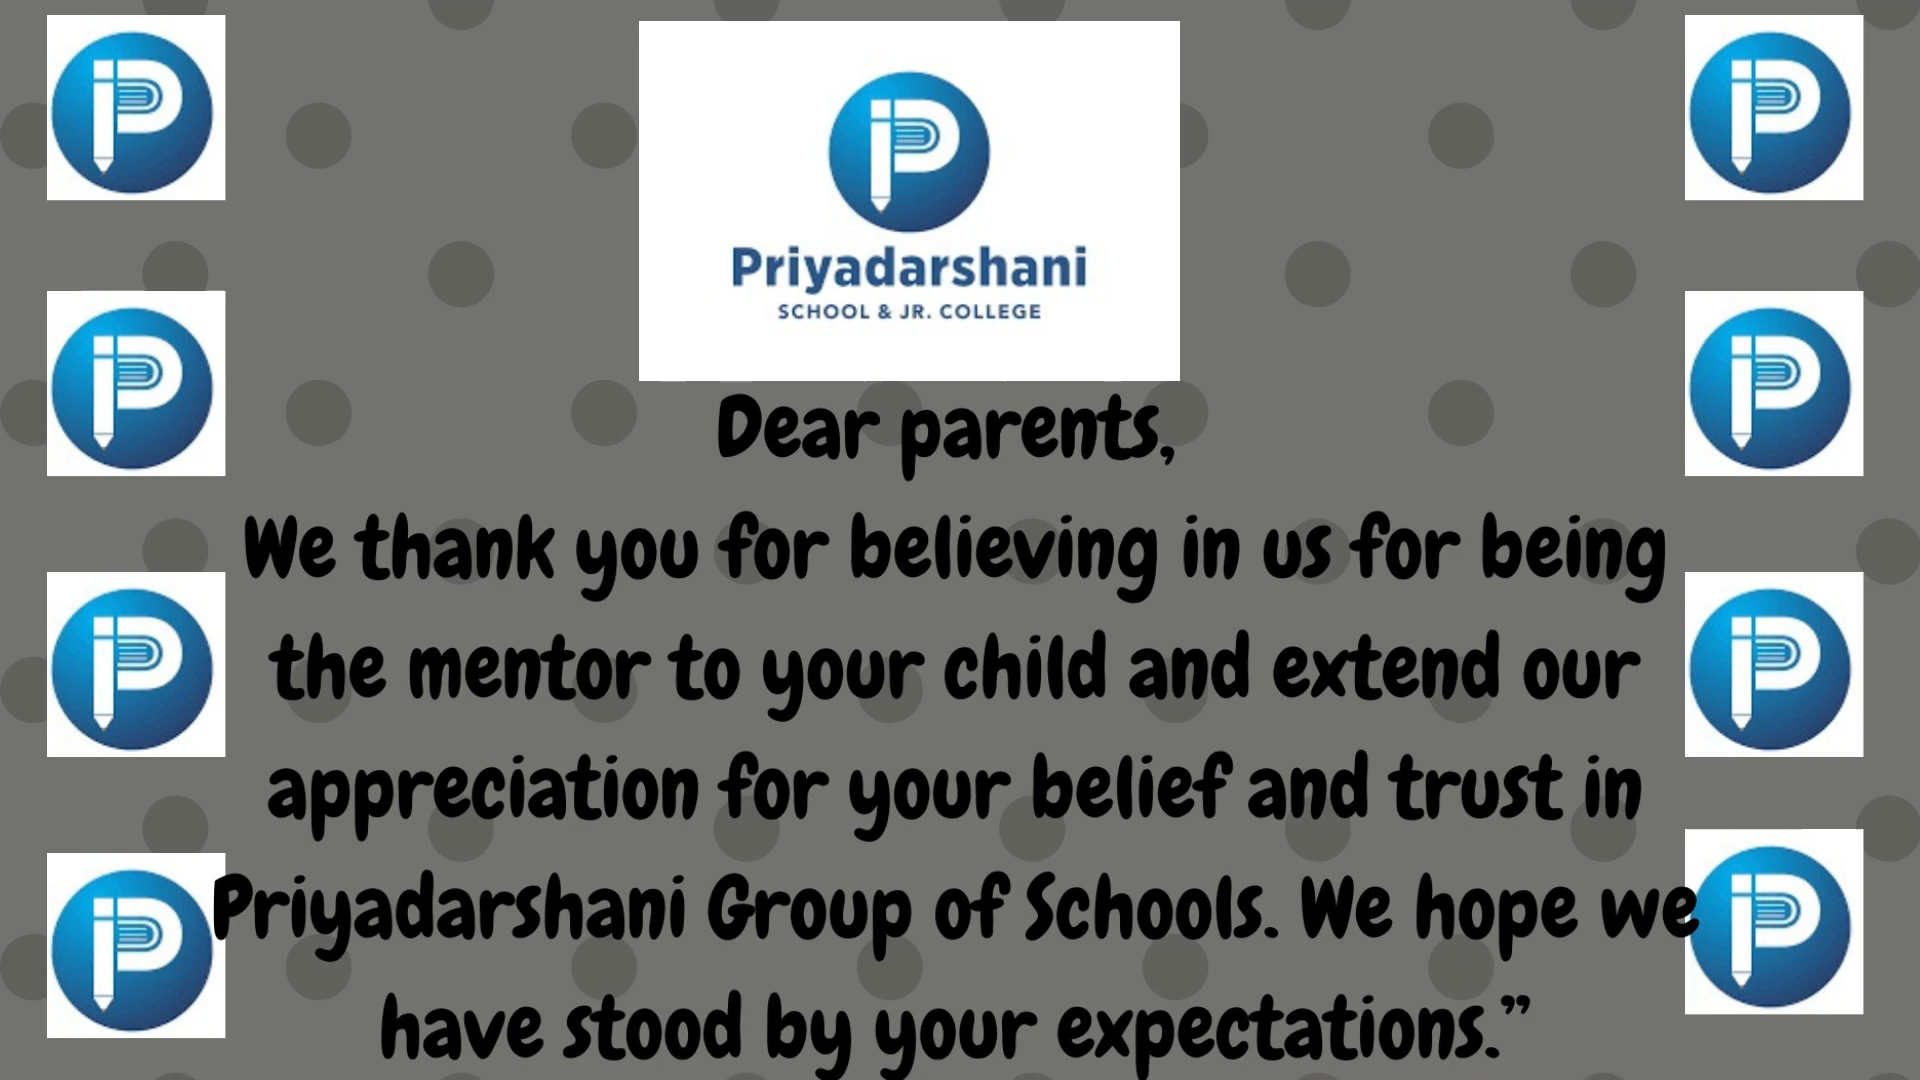 Priyadarshani
SCHOOL & JR. COLLEGE
Dear parents,
We thank you for believing in us for being
the mentor to your child and extend our
appreciation for your belief and trust in
Priyadarshani Group of Schools. We hope we
have stood by your expectations.”